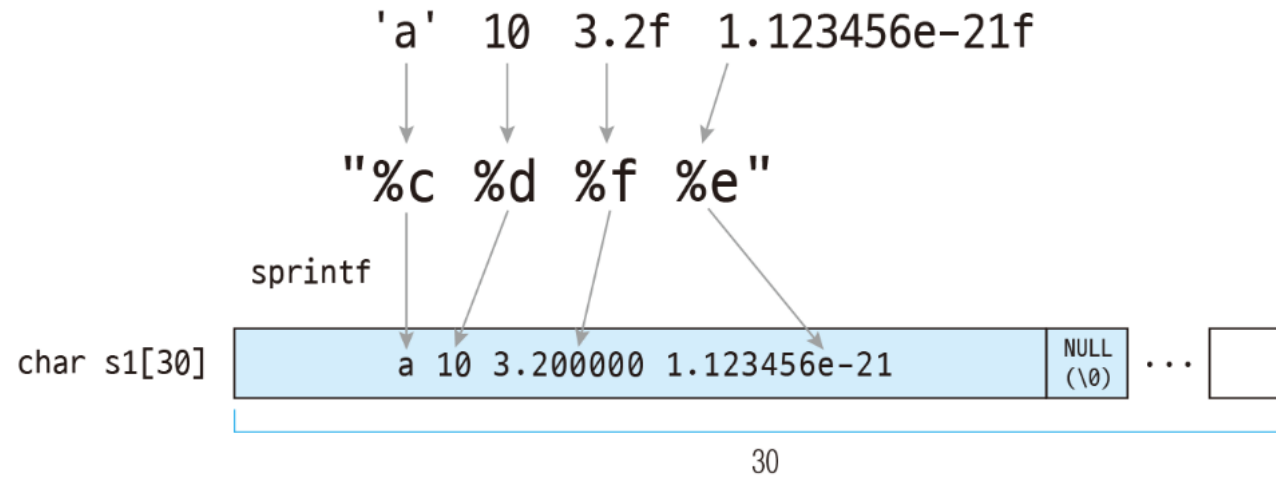 'a' 10 3.2f 1.123456e-21f
"%c %d %f %e"
sprintf
char s1[30]
a 10 3.200000 1.123456e-21
NULL
(\0)
...
30